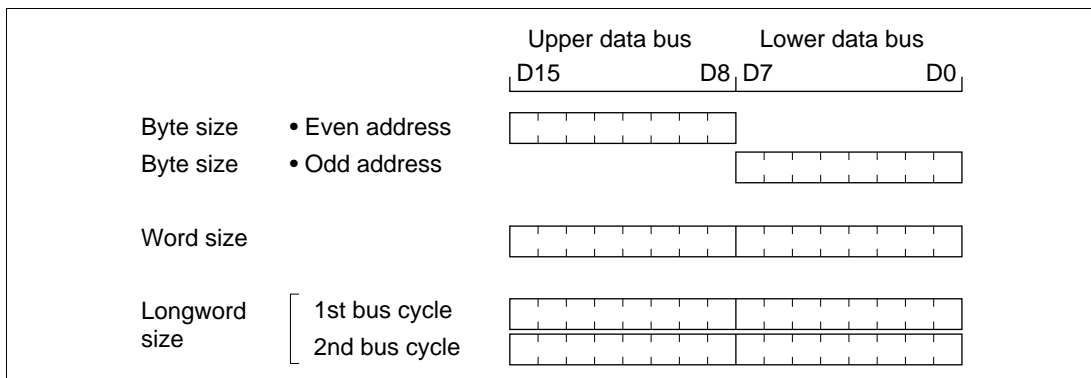 Upper data bus Lower data bus
D15 D8 D7 D0
Byte size • Even address
Byte size • Odd address
Word size
Longword size
1st bus cycle
2nd bus cycle